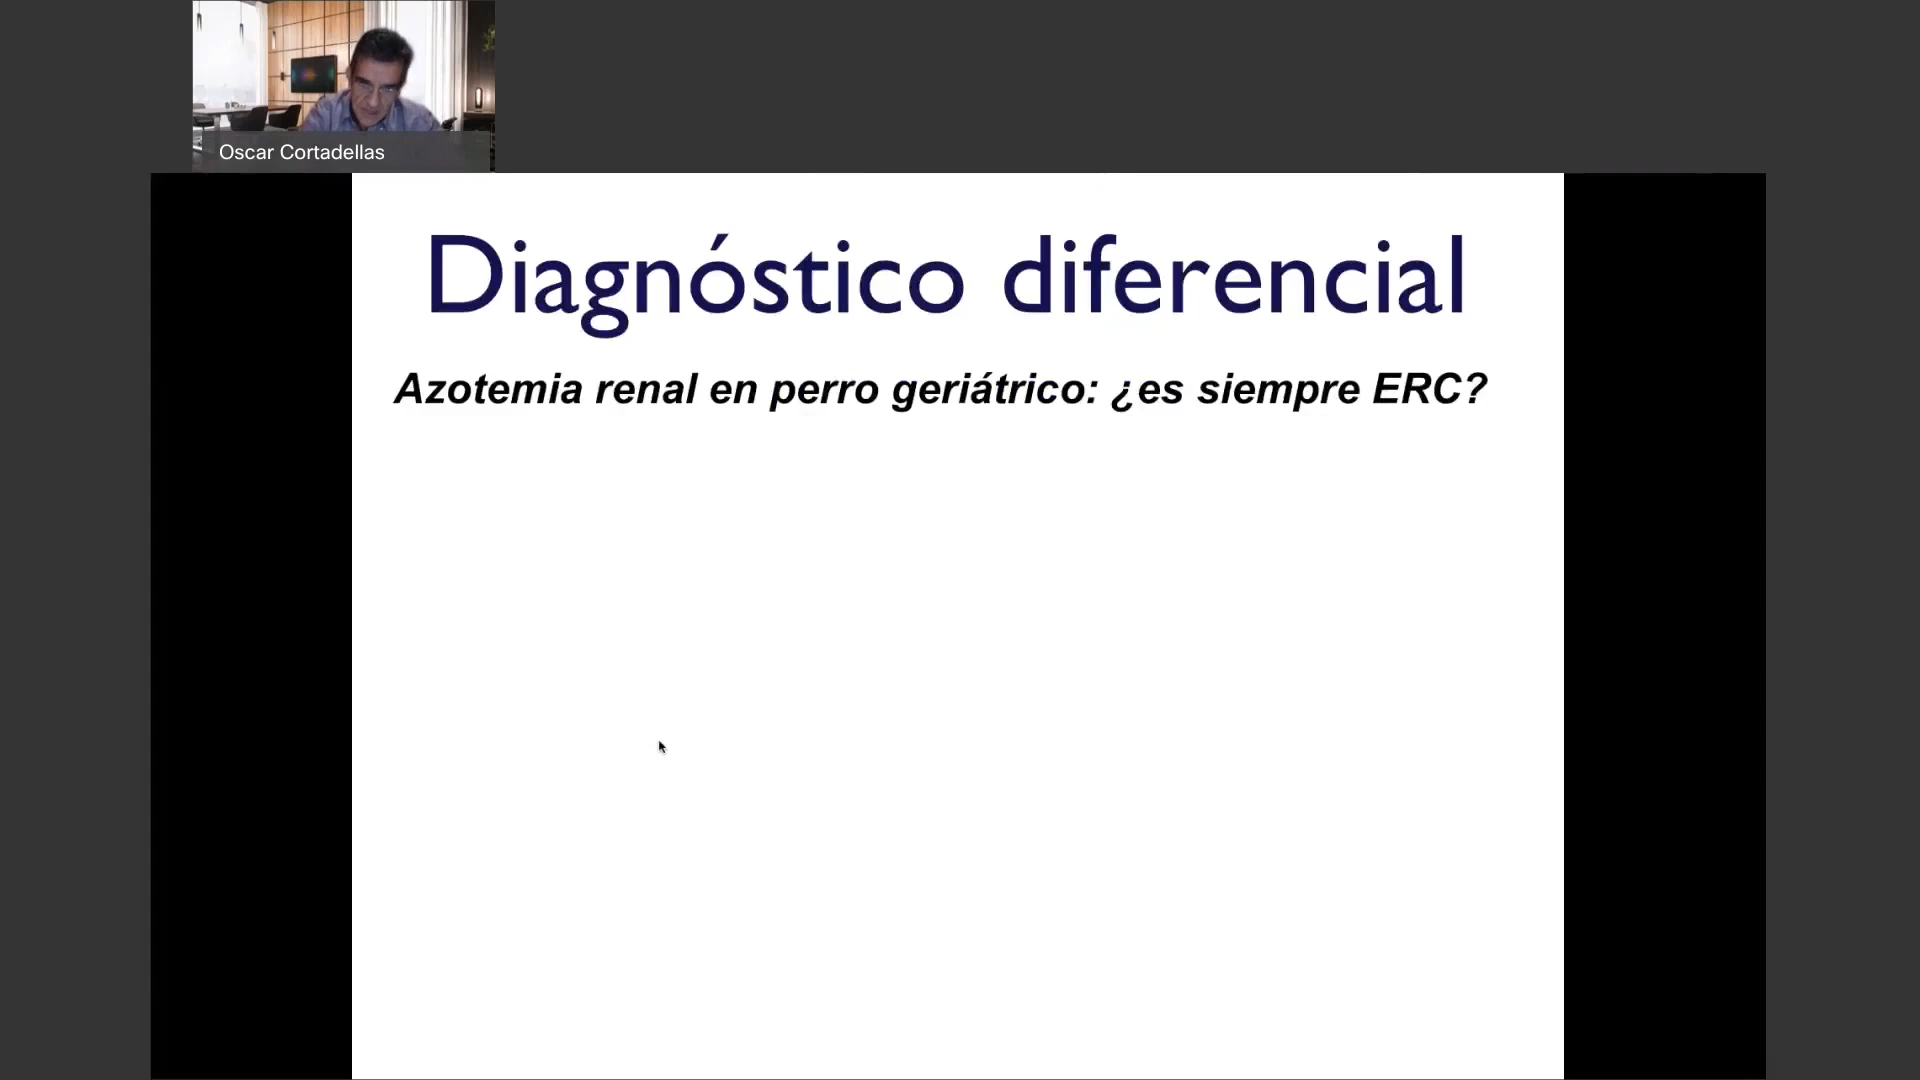 Oscar Cortadellas
Diagnóstico diferencial
Azotemia renal en perro geriátrico: ¿es siempre ERC?